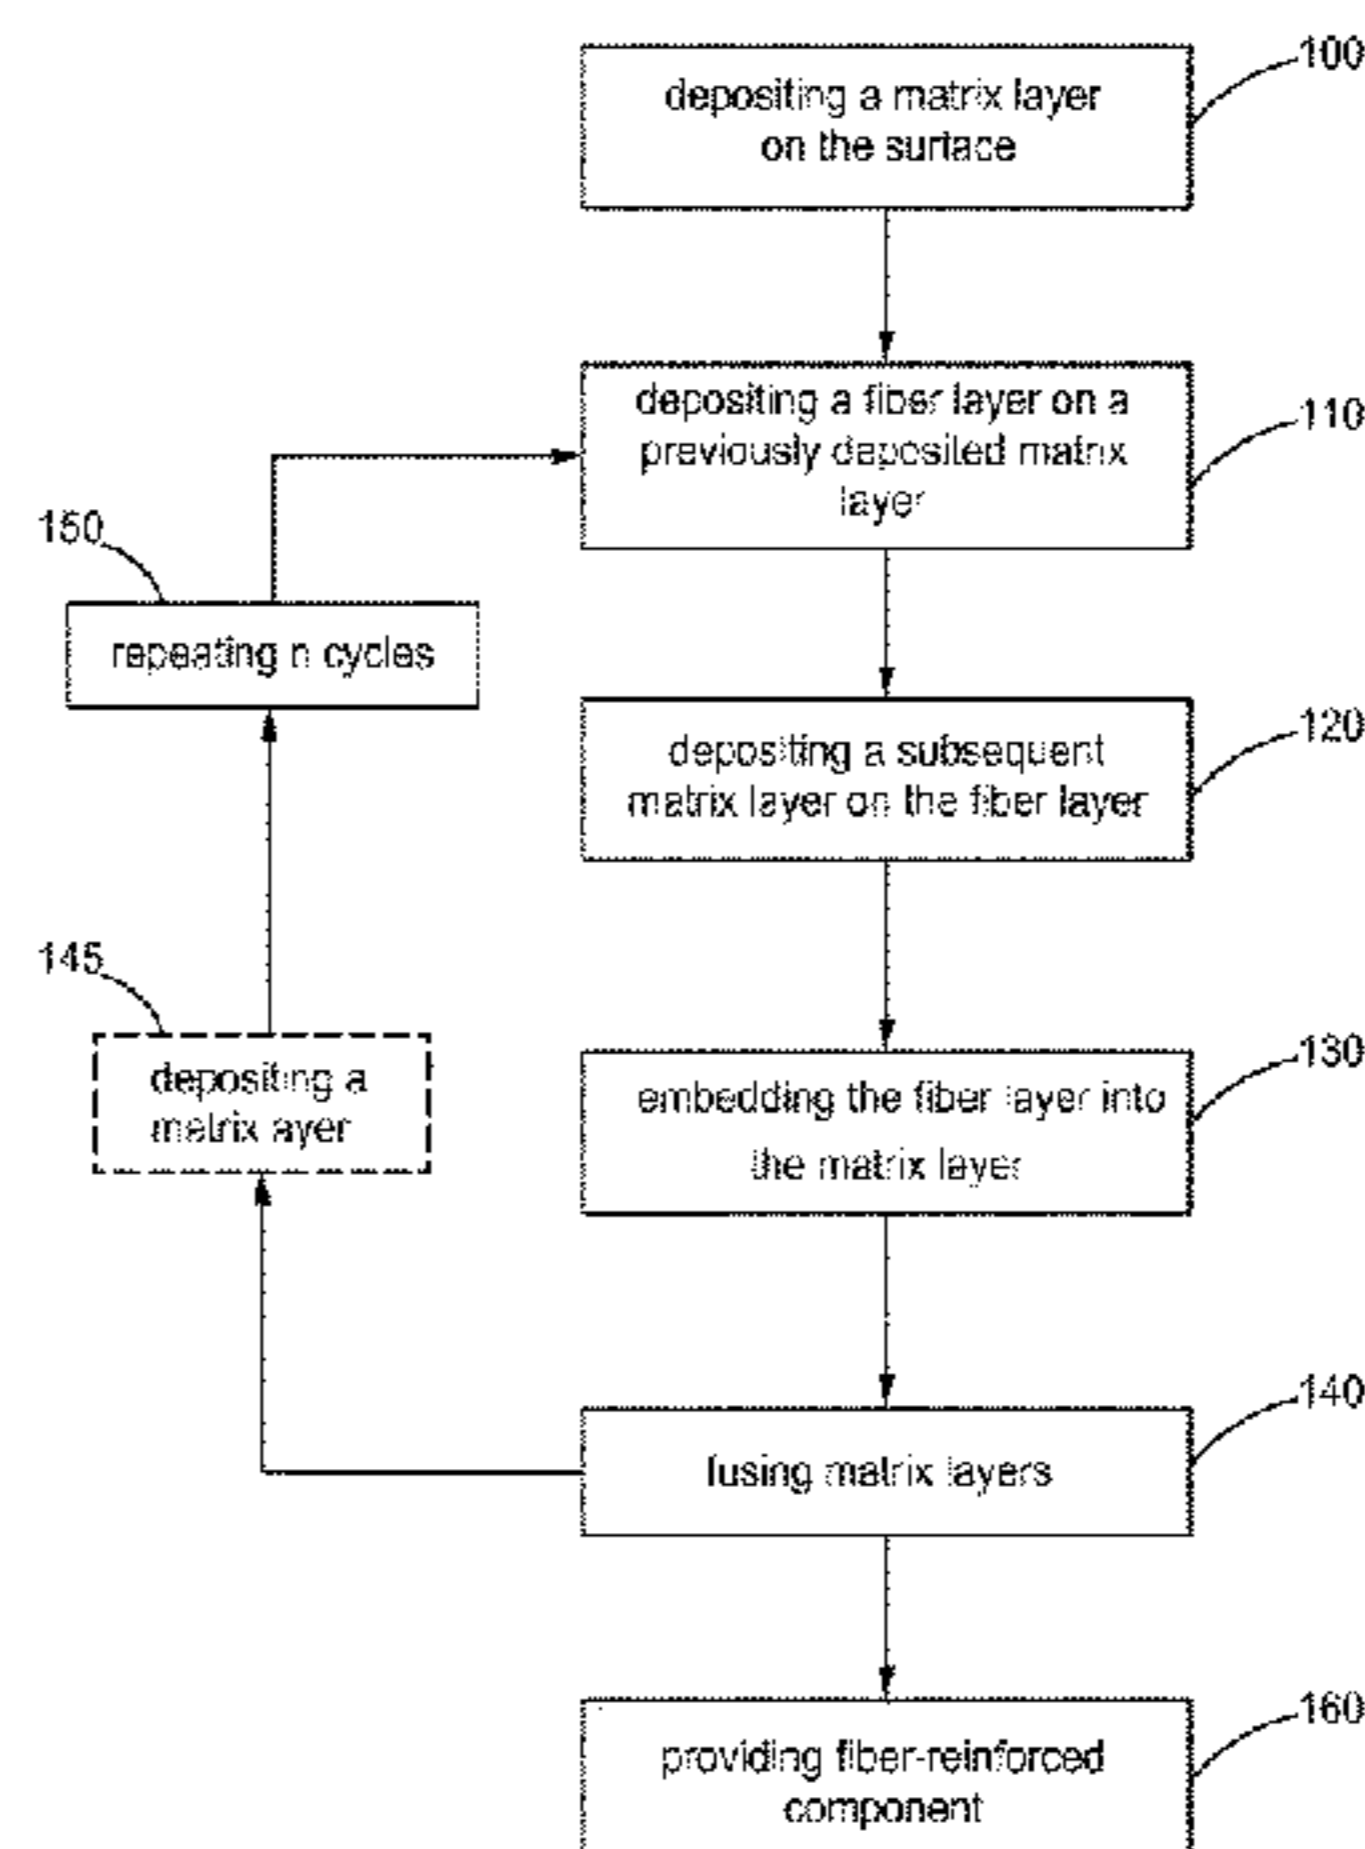 100
depositing a matrix layer
on the surtace
depositing a fiber layer on a
previously deposited matrix
layer
110
150
repeating n cycles
depositing a subsequent
matrix layer on the fiber layer
120
145
depositing a
matrix ayer
embedding the fiber layer into
the matrix layer
130
fusing matrix layers
140
providing fiber-reinforced
component
160